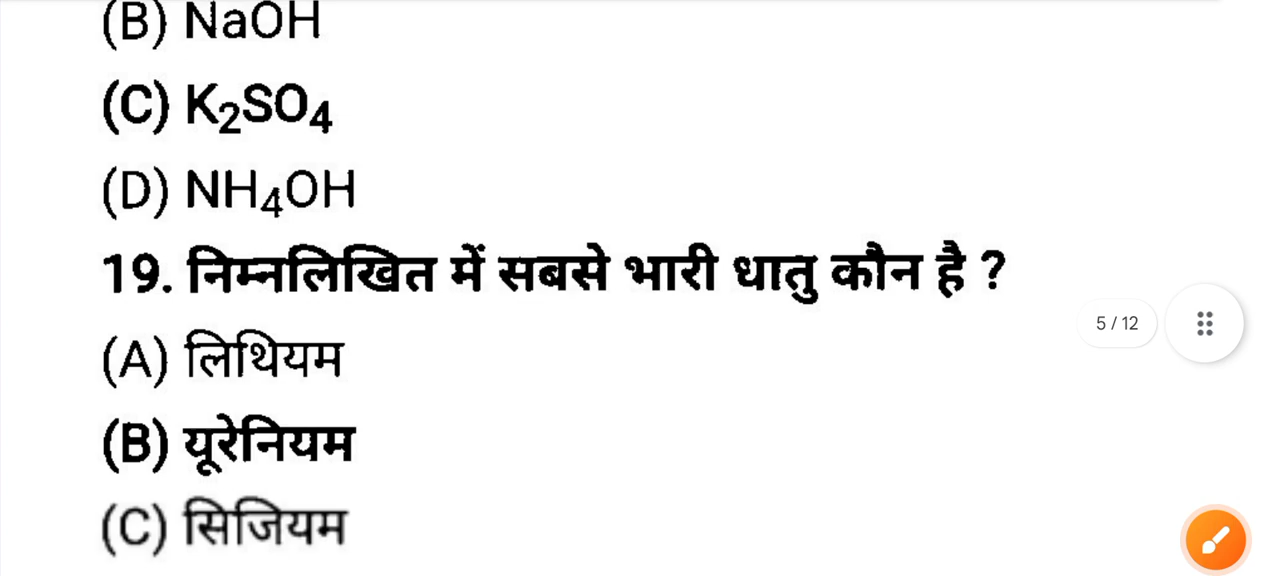 (B) NaOH
(C) K₂SO₄
(D) NH₄OH
19. निम्नलिखित में सबसे भारी धातु कौन है ?
(A) लिथियम
5 / 12
(B) यूरेनियम
(C) सिजियम